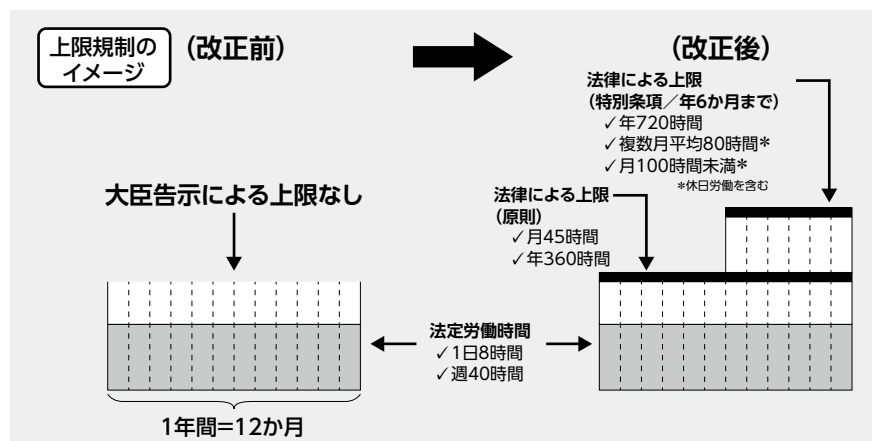 上限規制の
イメージ
（改正前）
（改正後）
法律による上限
（特別条項／年6か月まで）
✓年720時間
✓複数月平均80時間＊
✓月100時間未満＊
＊休日労働を含む
大臣告示による上限なし
法律による上限
（原則）
✓月45時間
✓年360時間
法定労働時間
✓1日8時間
✓週40時間
1年間=12か月